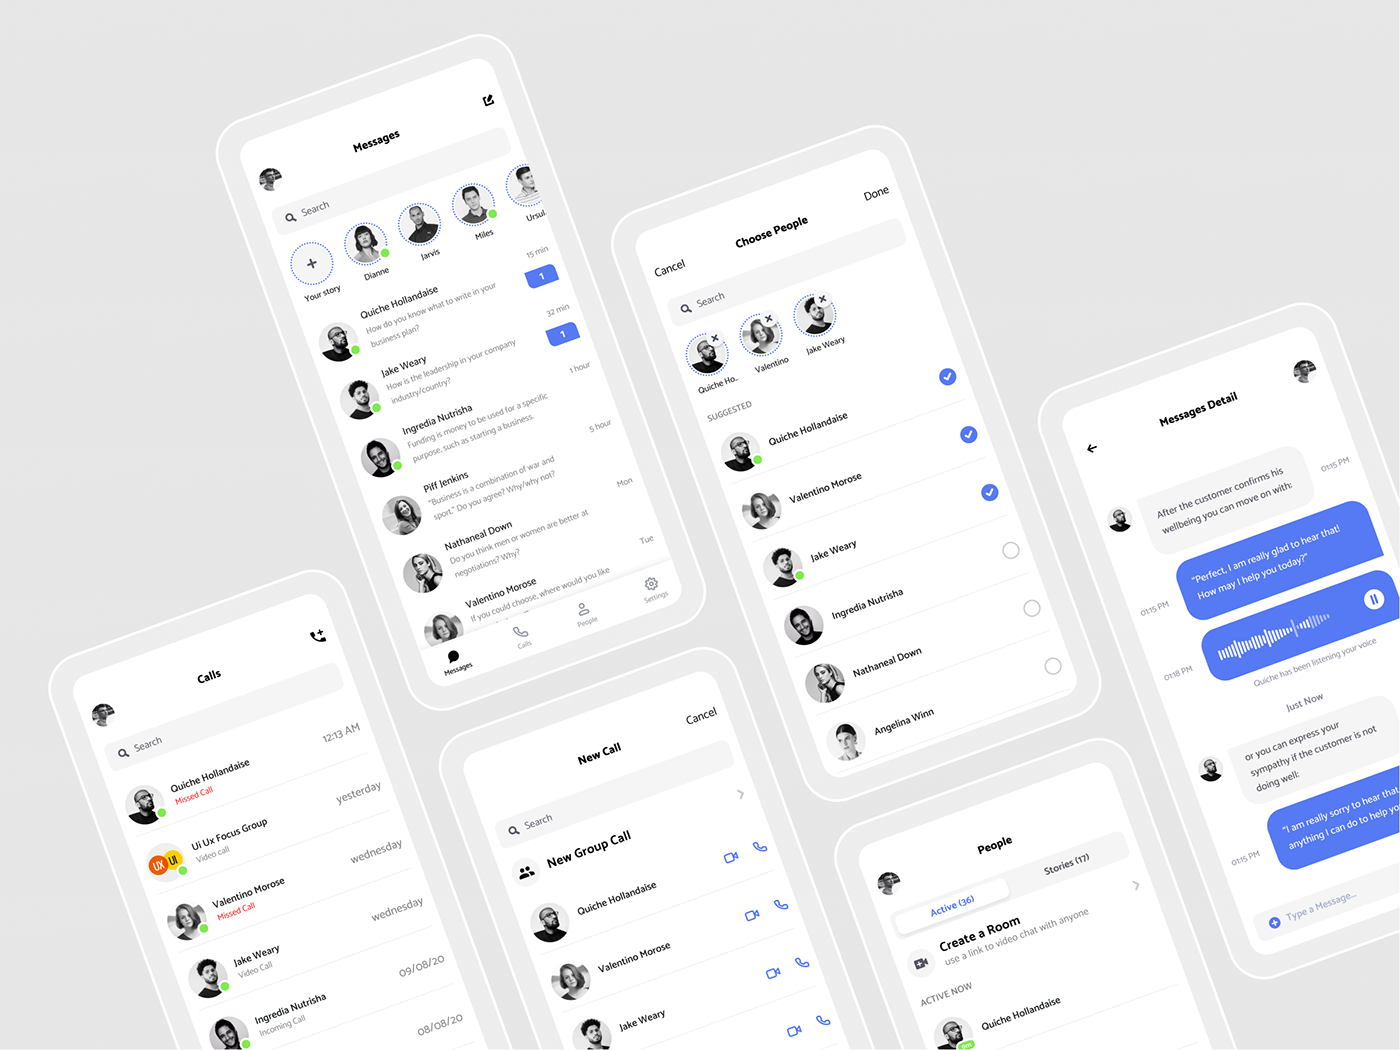 Messages
Search
Your story
Dianne
Jarvis
Miles
Ursul
Quiche Hollandaise
15 min
How do you know what to write in your
business plan?
1
Jake Weary
32 min
How is the leadership in your company
industry/country?
1
Ingredia Nutrisha
1 hour
Funding is money to be used for a specific
purpose, such as starting a business.
Piff Jenkins
5 hour
"Business is a combination of war and
sport." Do you agree? Why/why not?
Nathaneal Down
Mon
Do you think men or women are better at
negotiations? Why?
Valentino Morose
Tue
If you could choose, where would you like
Messages
Calls
People
Settings
Cancel
Choose People
Done
Search
Quiche Ho..
Valentino
Jake Weary
SUGGESTED
Quiche Hollandaise
Valentino Morose
Jake Weary
Ingredia Nutrisha
Nathaneal Down
Angelina Winn
Messages Detail
After the customer confirms his
wellbeing you can move on with:
01:15 PM
"Perfect, I am really glad to hear that!
How may I help you today?"
01:15 PM
01:18 PM
Quiche has been listening your voice
Just Now
or you can express your
sympathy if the customer is not
doing well:
"I am really sorry to hear that
anything I can do to help yo
01:15 PM
Type a Message...
Calls
Search
Quiche Hollandaise
Missed Call
12:13 AM
Ui Ux Focus Group
Video call
yesterday
UX
UI
Valentino Morose
Missed Call
wednesday
Jake Weary
Video Call
wednesday
Ingredia Nutrisha
Incoming Call
09/08/20
08/08/20
New Call
Cancel
Search
New Group Call
Quiche Hollandaise
Valentino Morose
Jake Weary
People
Active (36)
Stories (17)
Create a Room
use a link to video chat with anyone
ACTIVE NOW
Quiche Hollandaise